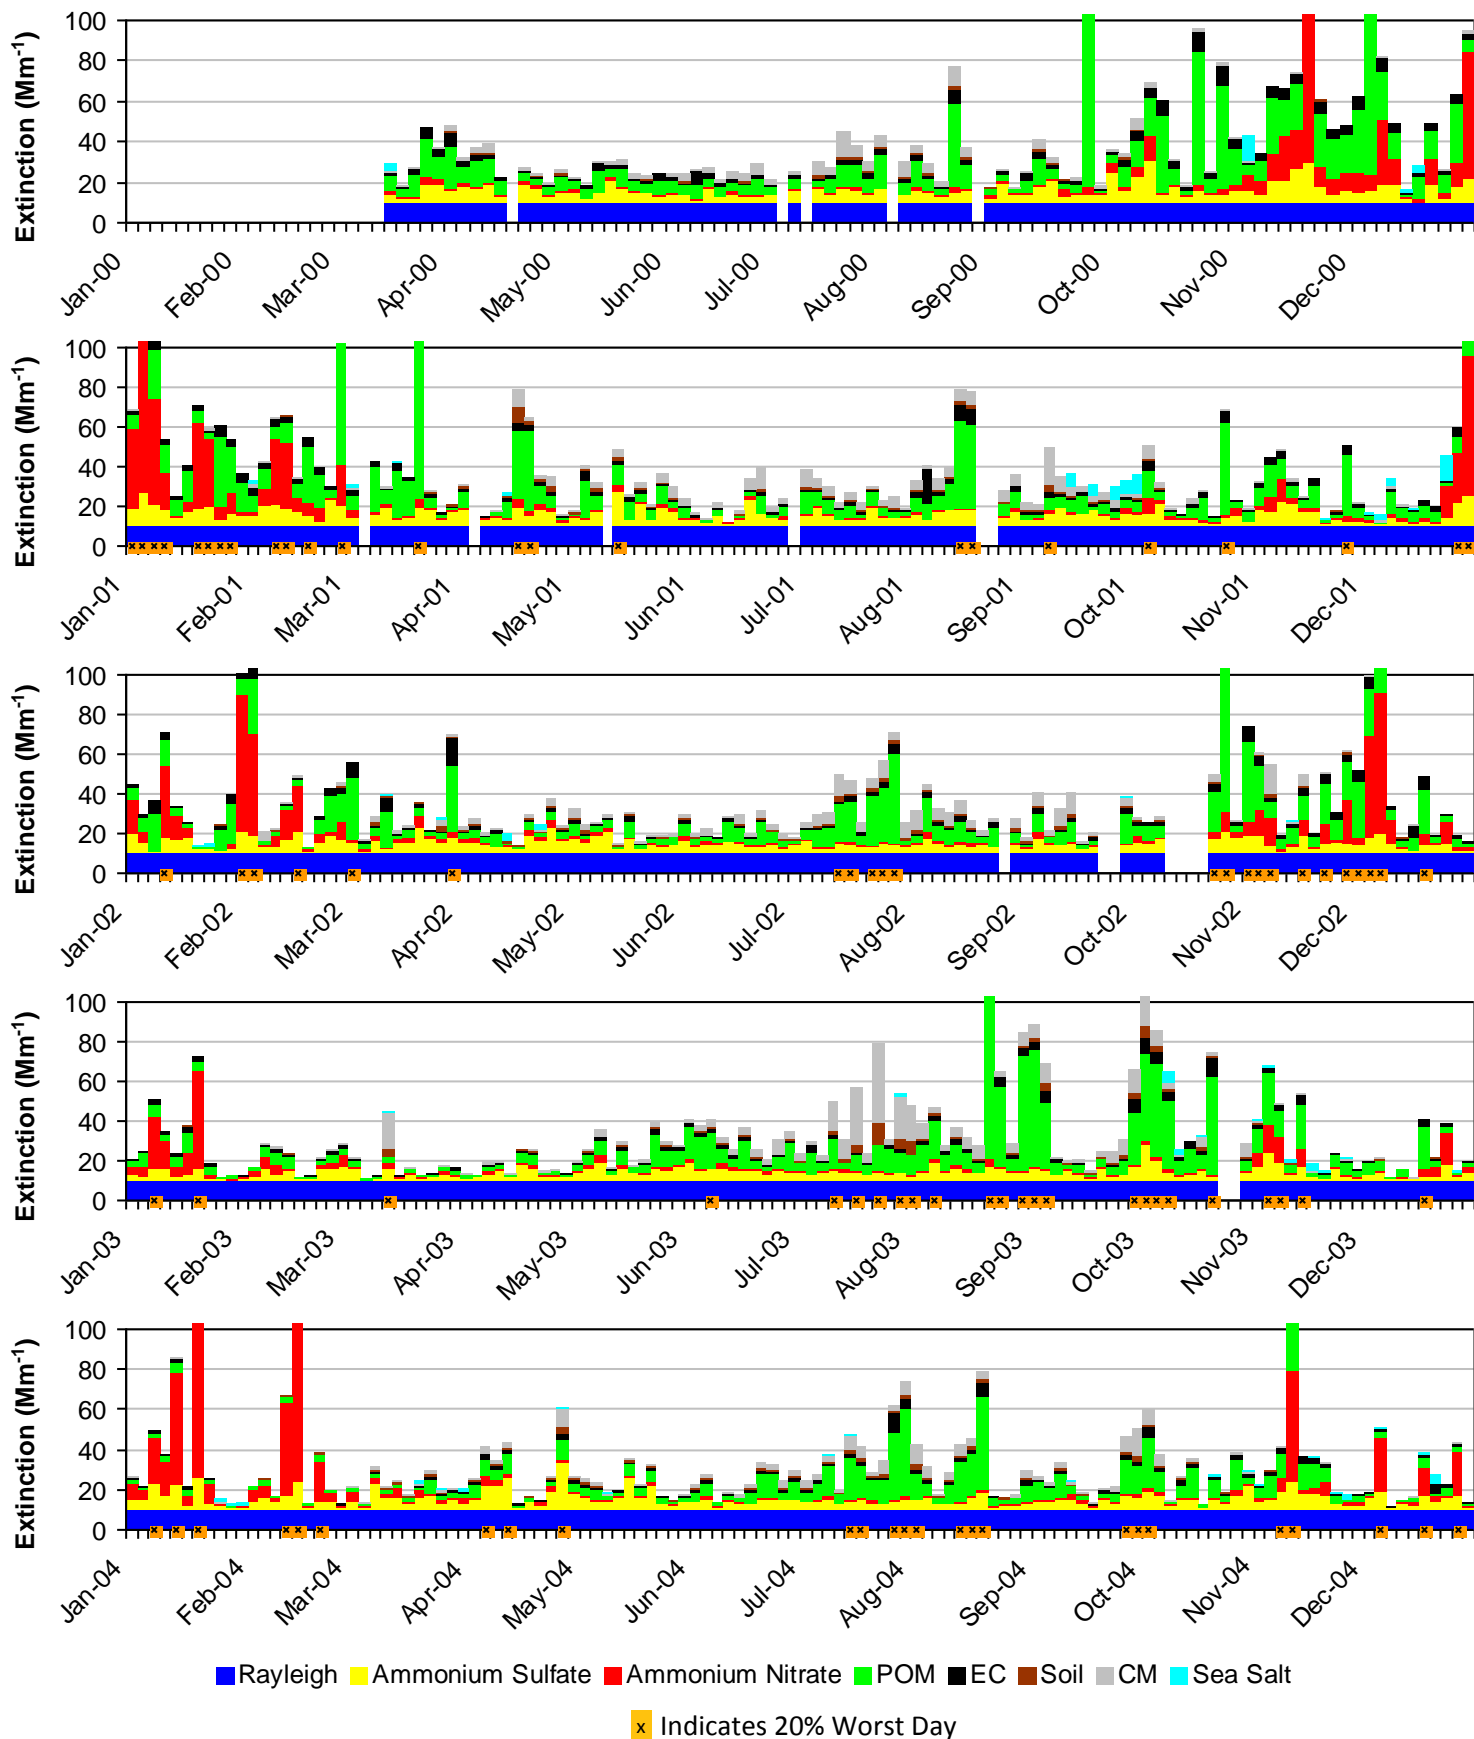 Extinction (Mm-1)
100
80
60
40
20
0
Jan-00 Feb-00 Mar-00 Apr-00 May-00 Jun-00 Jul-00 Aug-00 Sep-00 Oct-00 Nov-00 Dec-00
Extinction (Mm-1)
100
80
60
40
20
0
Jan-01 Feb-01 Mar-01 Apr-01 May-01 Jun-01 Jul-01 Aug-01 Sep-01 Oct-01 Nov-01 Dec-01
Extinction (Mm-1)
100
80
60
40
20
0
Jan-02 Feb-02 Mar-02 Apr-02 May-02 Jun-02 Jul-02 Aug-02 Sep-02 Oct-02 Nov-02 Dec-02
Extinction (Mm-1)
100
80
60
40
20
0
Jan-03 Feb-03 Mar-03 Apr-03 May-03 Jun-03 Jul-03 Aug-03 Sep-03 Oct-03 Nov-03 Dec-03
Extinction (Mm-1)
100
80
60
40
20
0
Jan-04 Feb-04 Mar-04 Apr-04 May-04 Jun-04 Jul-04 Aug-04 Sep-04 Oct-04 Nov-04 Dec-04
Rayleigh Ammonium Sulfate Ammonium Nitrate POM EC Soil CM Sea Salt
x Indicates 20% Worst Day